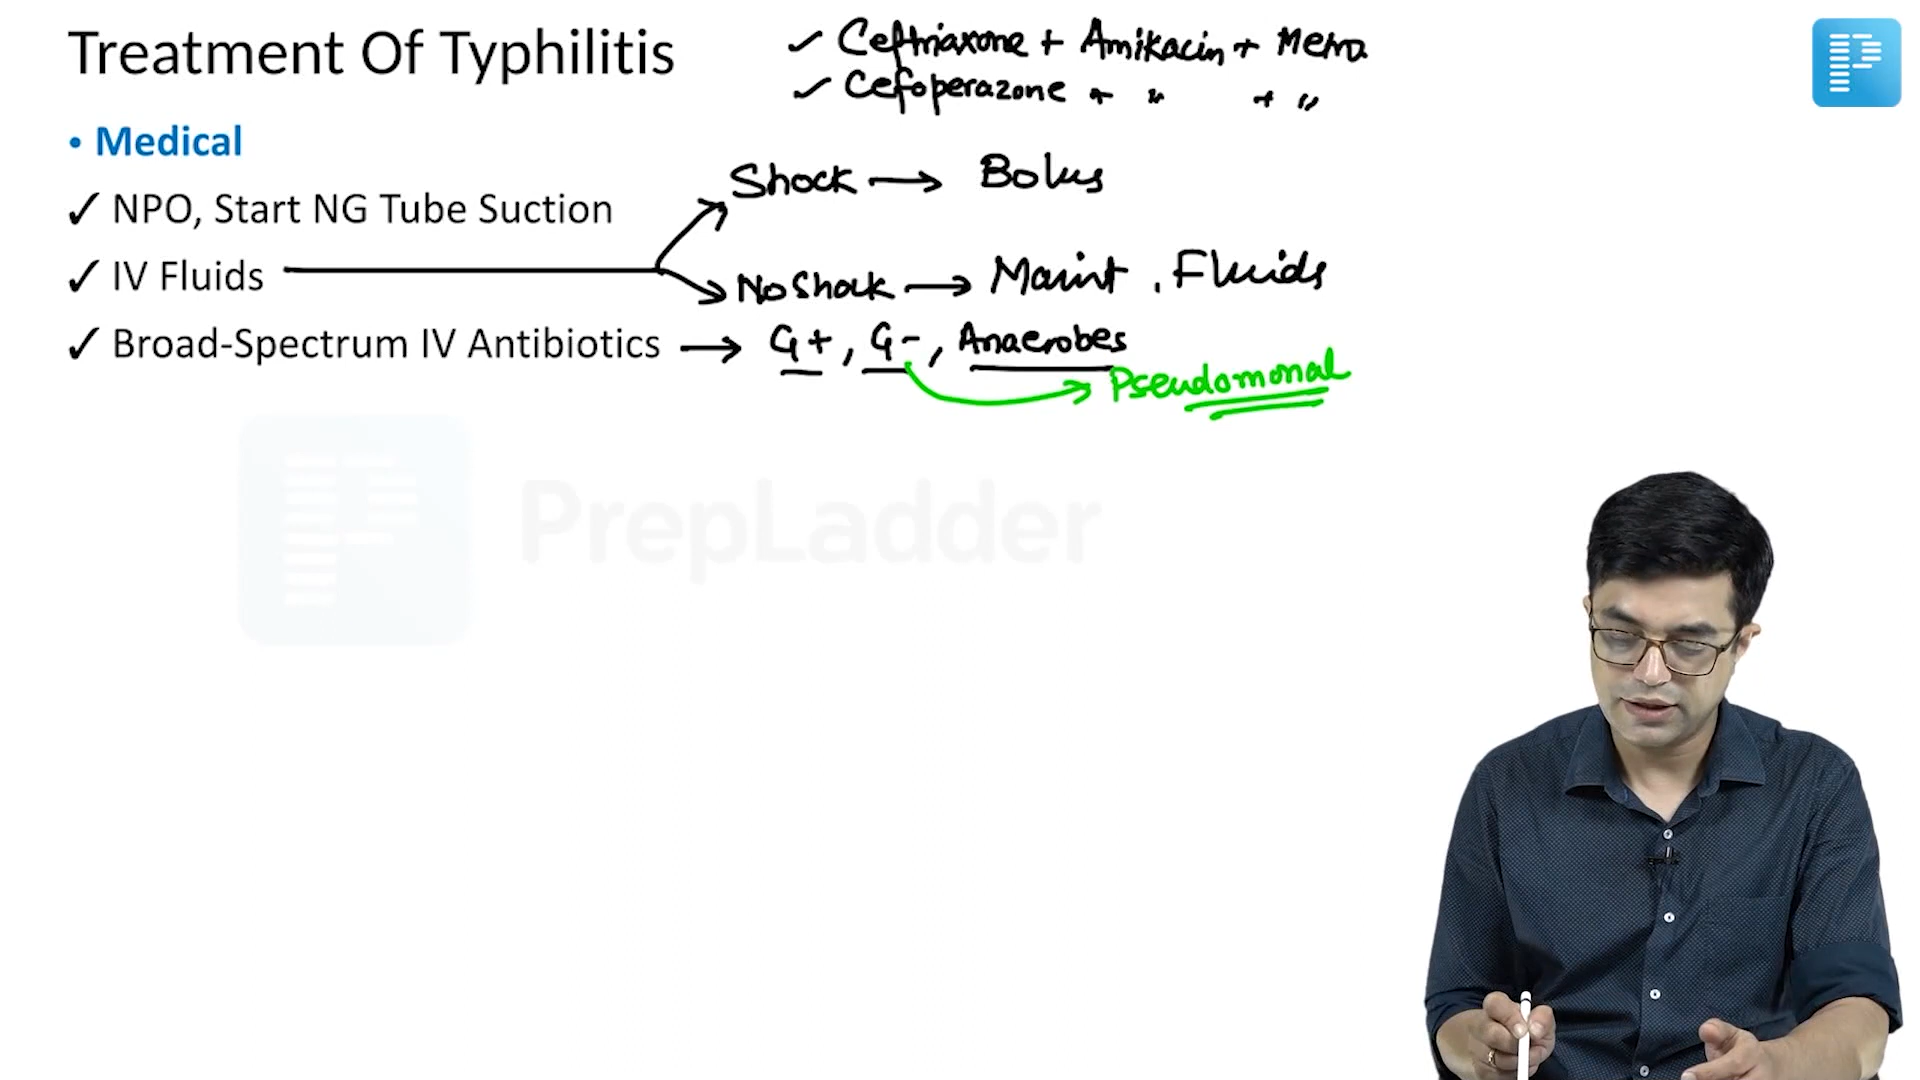 Treatment Of Typhilitis
✓ Ceftriaxone + Amikacin + Metro
✓ Cefoperazone + " + "
• Medical
Shock → Bolus
✓ NPO, Start NG Tube Suction
✓ IV Fluids
No Shock → Maint. Fluids
✓ Broad-Spectrum IV Antibiotics → G+, G-, Anaerobes
Pseudomonal
PrepLadder